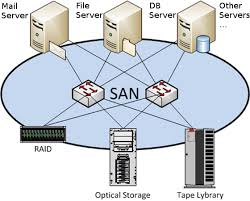 Mail
Server
File
Server
DB
Server
Other
Servers
...
SAN
RAID
Optical Storage
Tape Lybrary